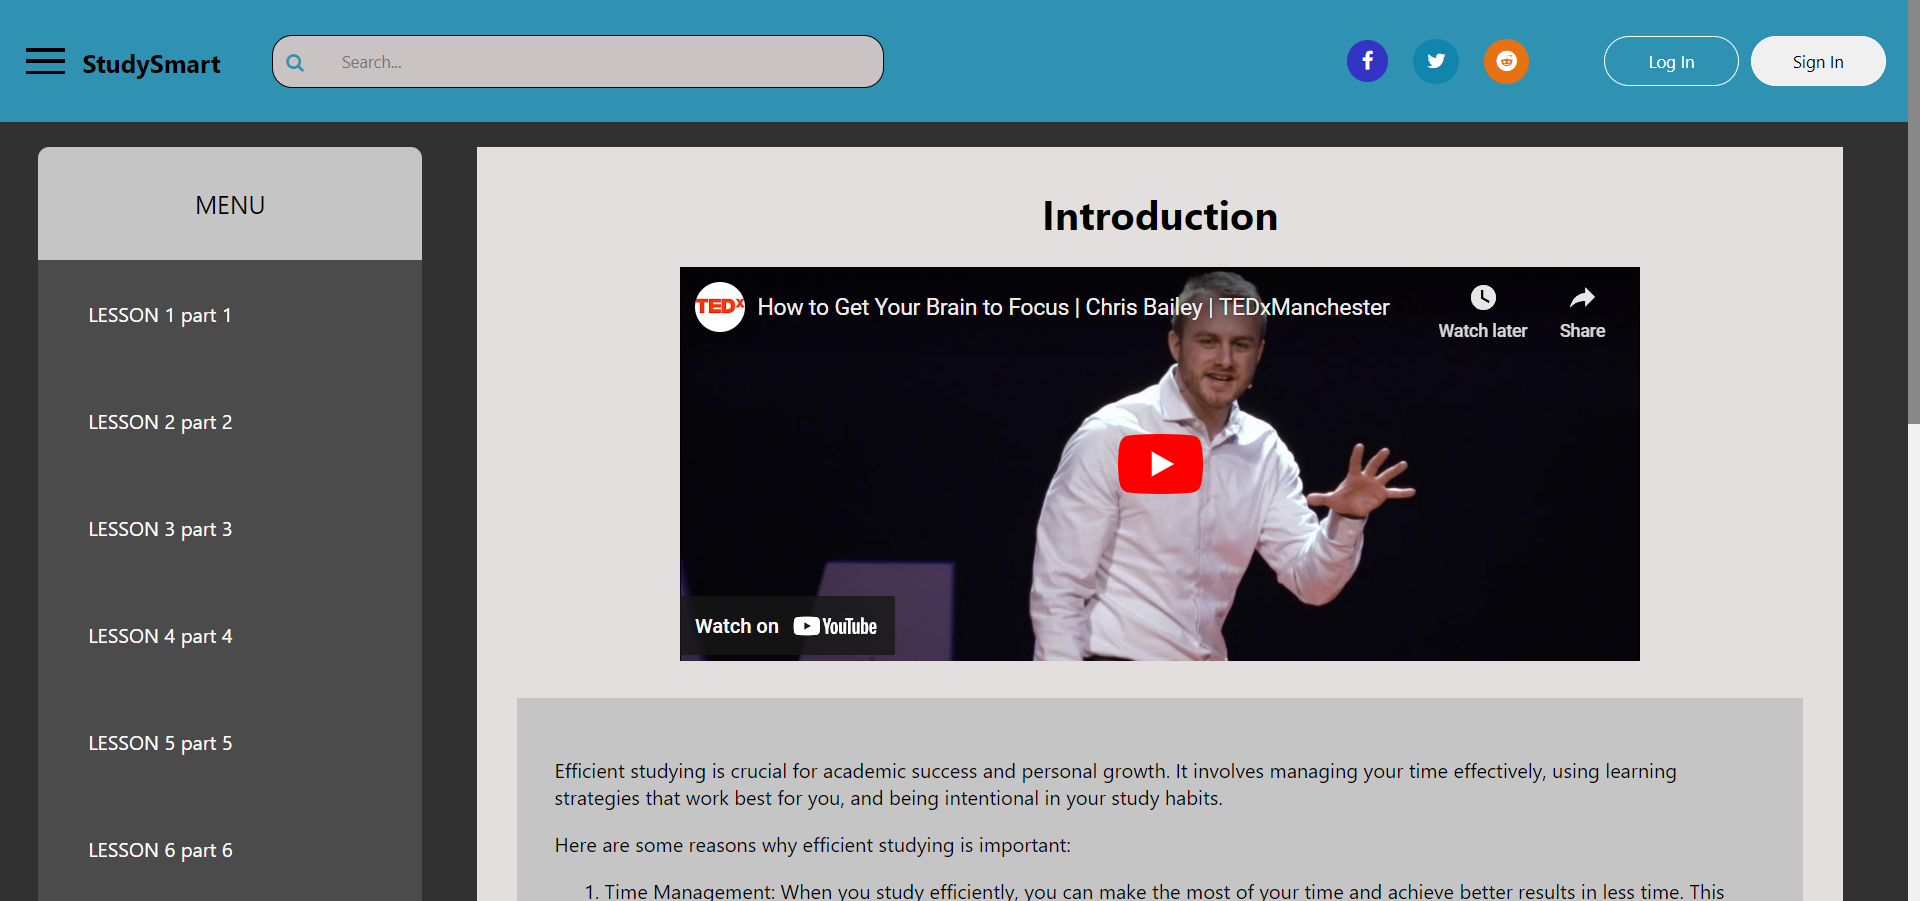 StudySmart
Search...
Log In
Sign In
MENU
LESSON 1 part 1
LESSON 2 part 2
LESSON 3 part 3
LESSON 4 part 4
LESSON 5 part 5
LESSON 6 part 6
Introduction
TEDx
How to Get Your Brain to Focus | Chris Bailey | TEDxManchester
Watch later
Share
Watch on YouTube
Efficient studying is crucial for academic success and personal growth. It involves managing your time effectively, using learning
strategies that work best for you, and being intentional in your study habits.
Here are some reasons why efficient studying is important:
1. Time Management: When you study efficiently, you can make the most of your time and achieve better results in less time. This